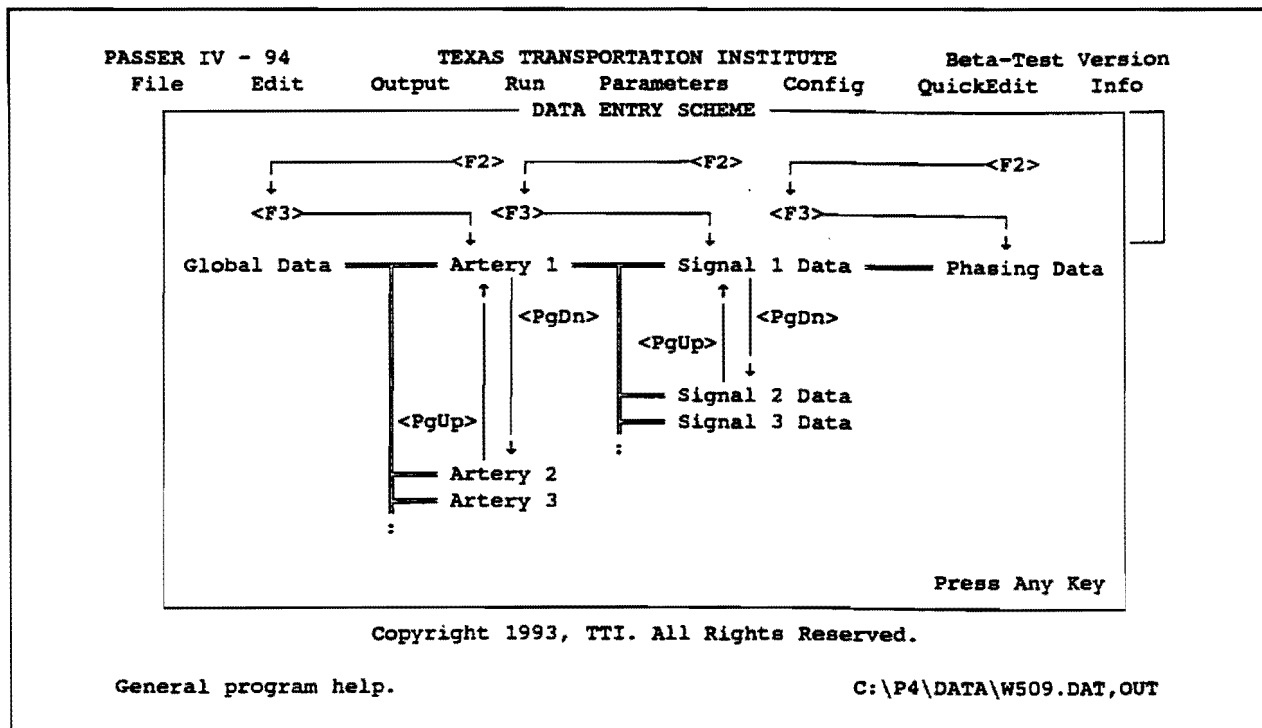 PASSER IV - 94 TEXAS TRANSPORTATION INSTITUTE Beta-Test Version
File Edit Output Run Parameters Config QuickEdit Info
DATA ENTRY SCHEME
<F2> <F2> <F2>
<F3> <F3> <F3>
Global Data Artery 1 Signal 1 Data Phasing Data
<PgDn> <PgDn>
<PgUp>
Signal 2 Data
<PgUp> Signal 3 Data
:
Artery 2
Artery 3
:
Press Any Key
Copyright 1993, TTI. All Rights Reserved.
General program help. C:\P4\DATA\W509.DAT,OUT